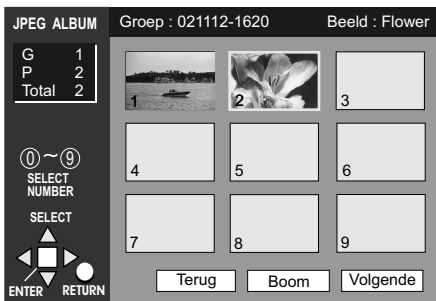 JPEG ALBUM
Groep : 021112-1620 Beeld : Flower
G 1
P 2
Total 2
1 2 3
4 5 6
7 8 9
0 ~ 9
SELECT
NUMBER
SELECT
ENTER RETURN
Terug Boom Volgende